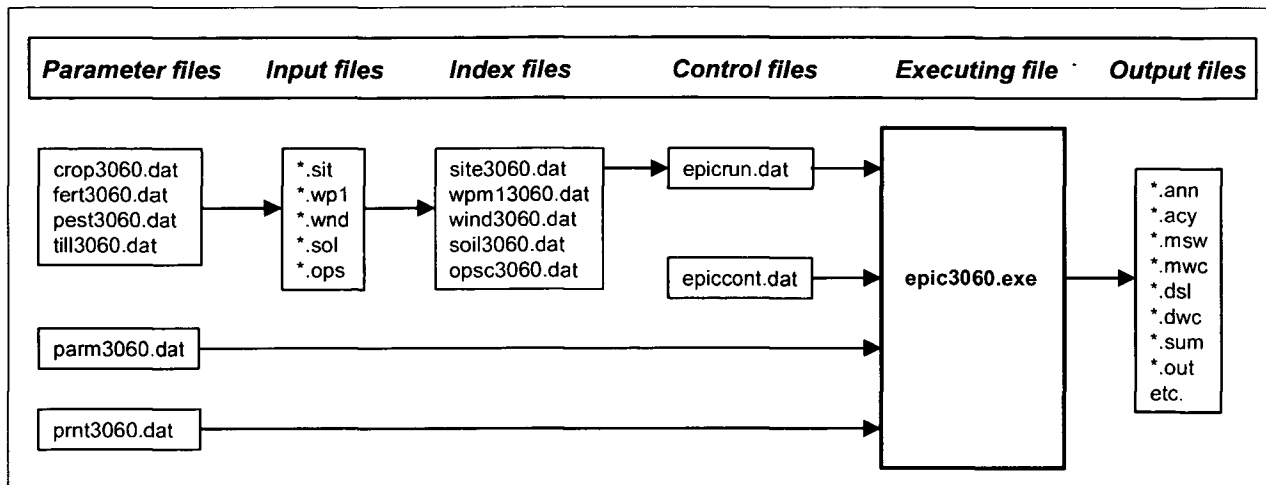 Parameter files Input files Index files Control files Executing file Output files
crop3060.dat
fert3060.dat
pest3060.dat
till3060.dat
*.sit
*.wp1
*.wnd
*.sol
*.ops
site3060.dat
wpm13060.dat
wind3060.dat
soil3060.dat
opsc3060.dat
epicrun.dat
epiccont.dat
parm3060.dat
prnt3060.dat
epic3060.exe
*.ann
*.acy
*.msw
*.mwc
*.dsl
*.dwc
*.sum
*.out
etc.